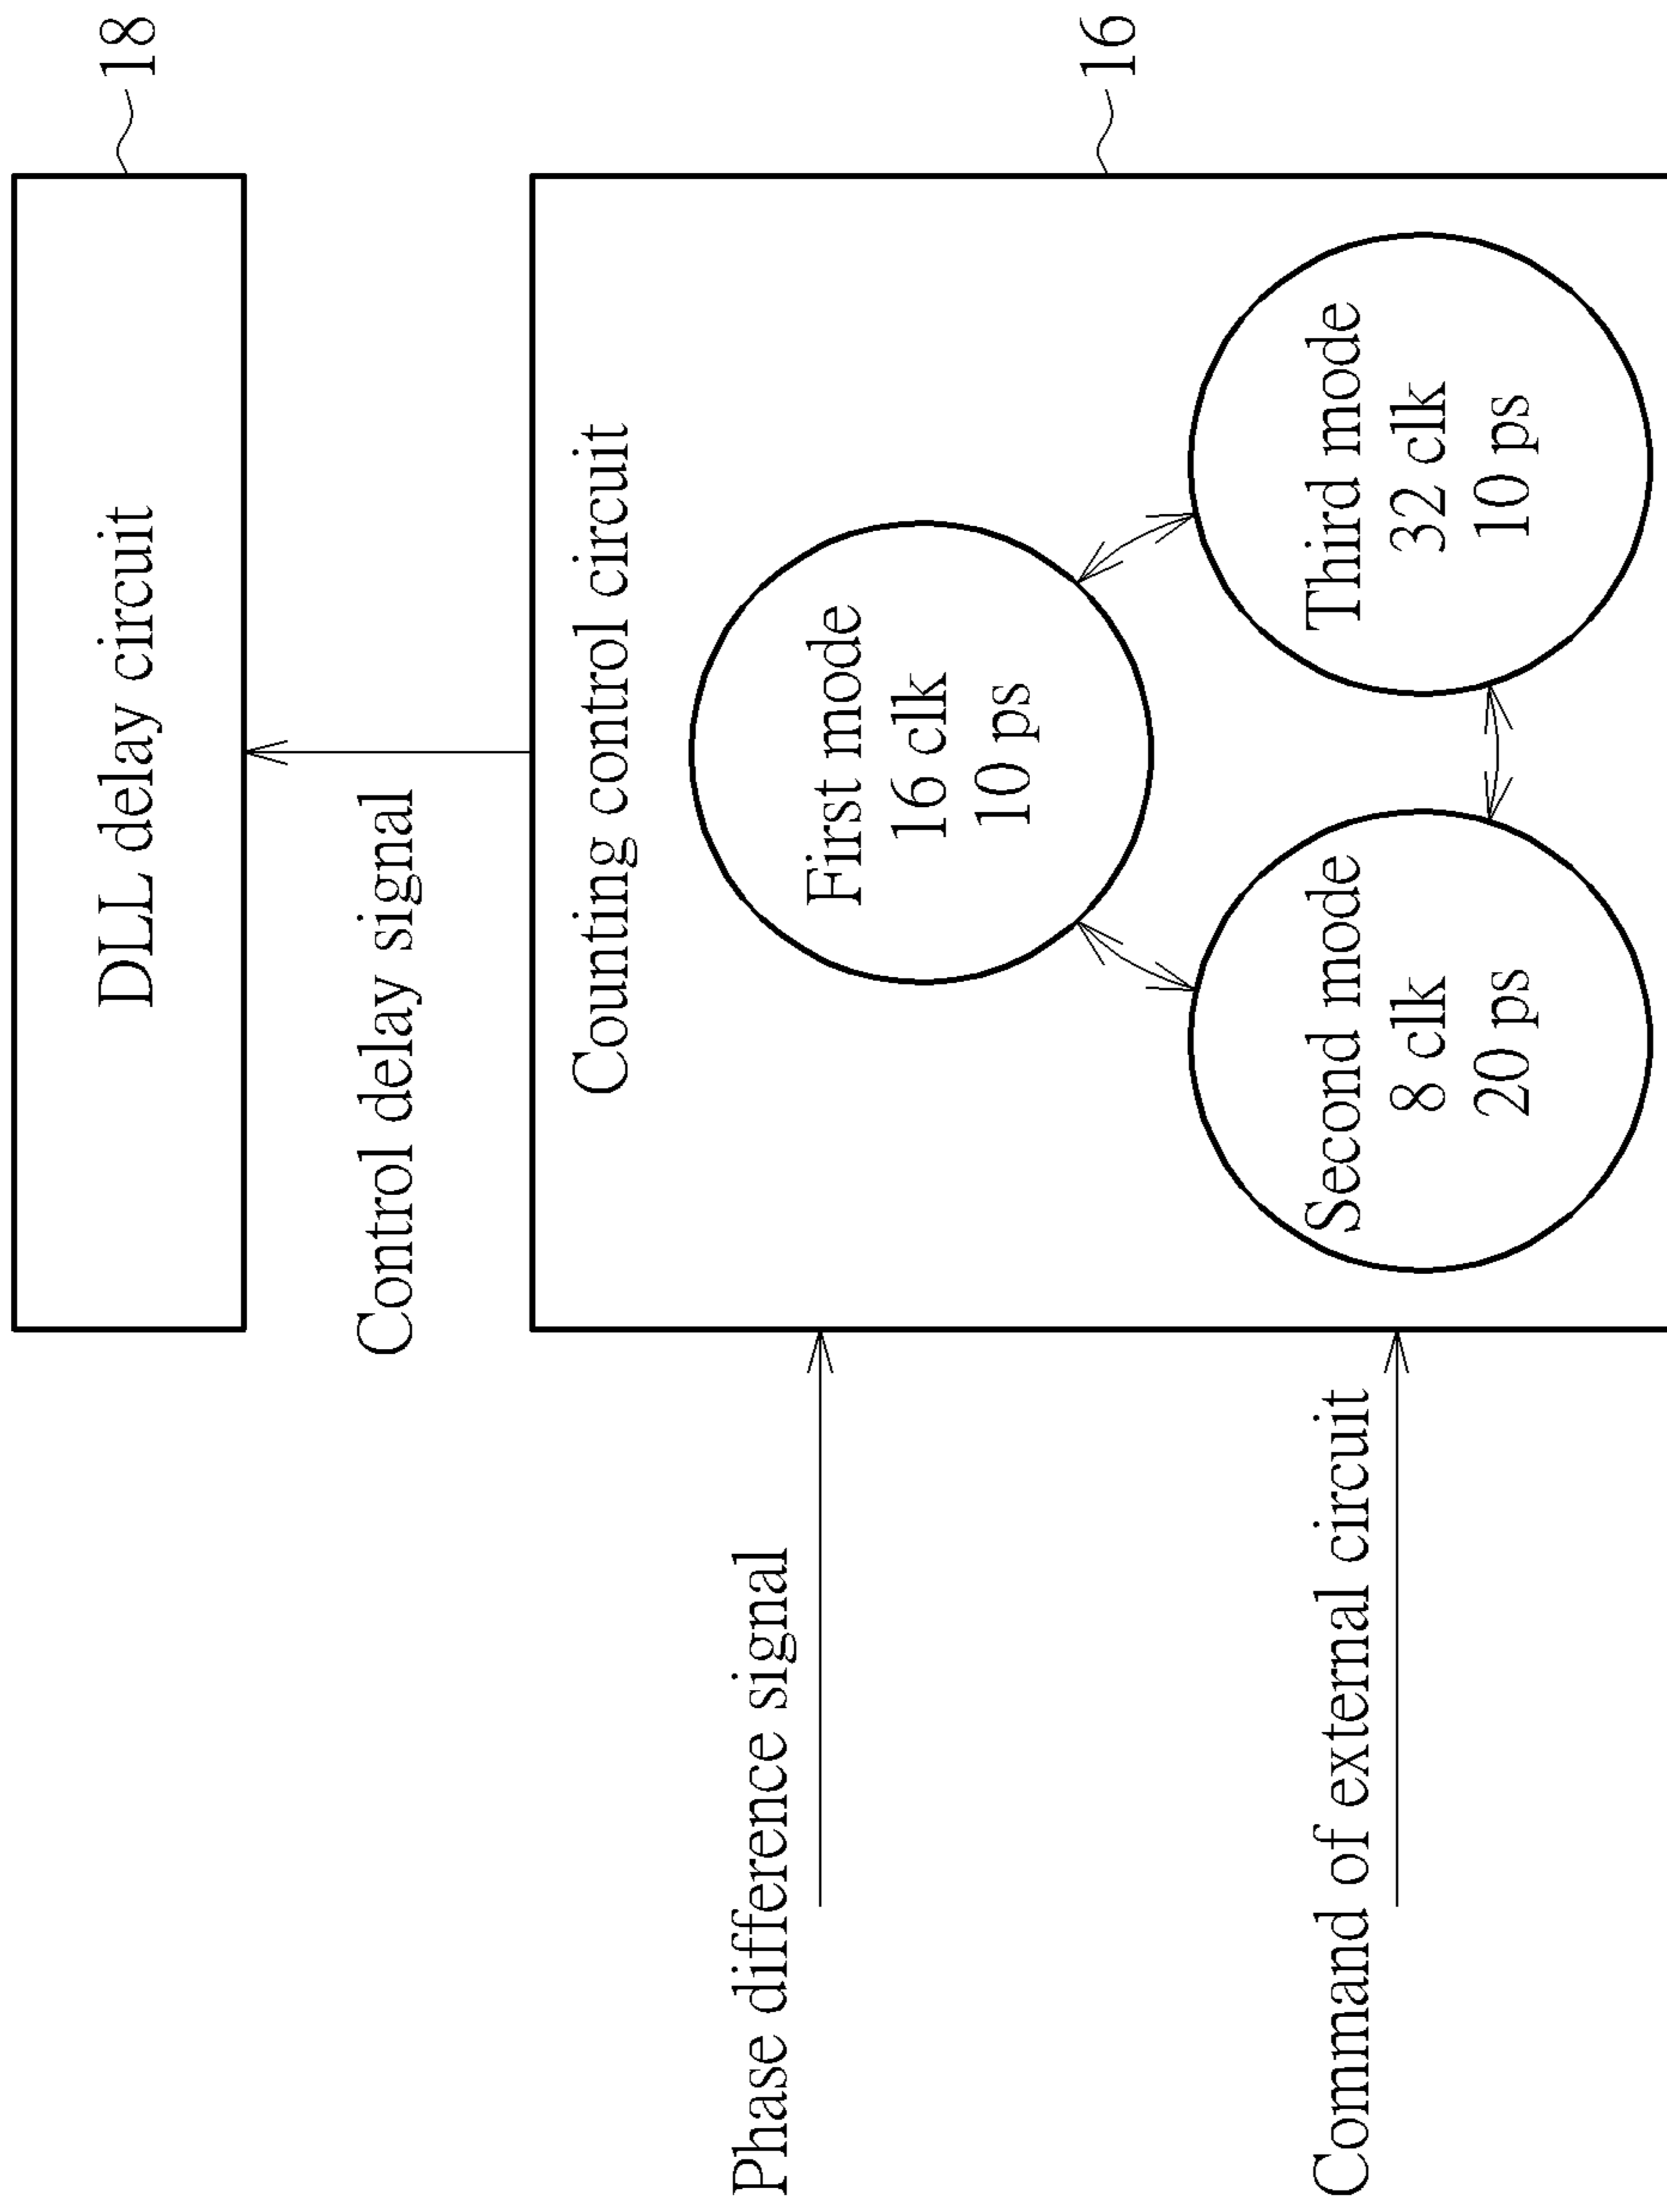 DLL delay circuit
18
Control delay signal
Counting control circuit
16
First mode
16 clk
10 ps
Second mode
8 clk
20 ps
Third mode
32 clk
10 ps
Phase difference signal
Command of external circuit